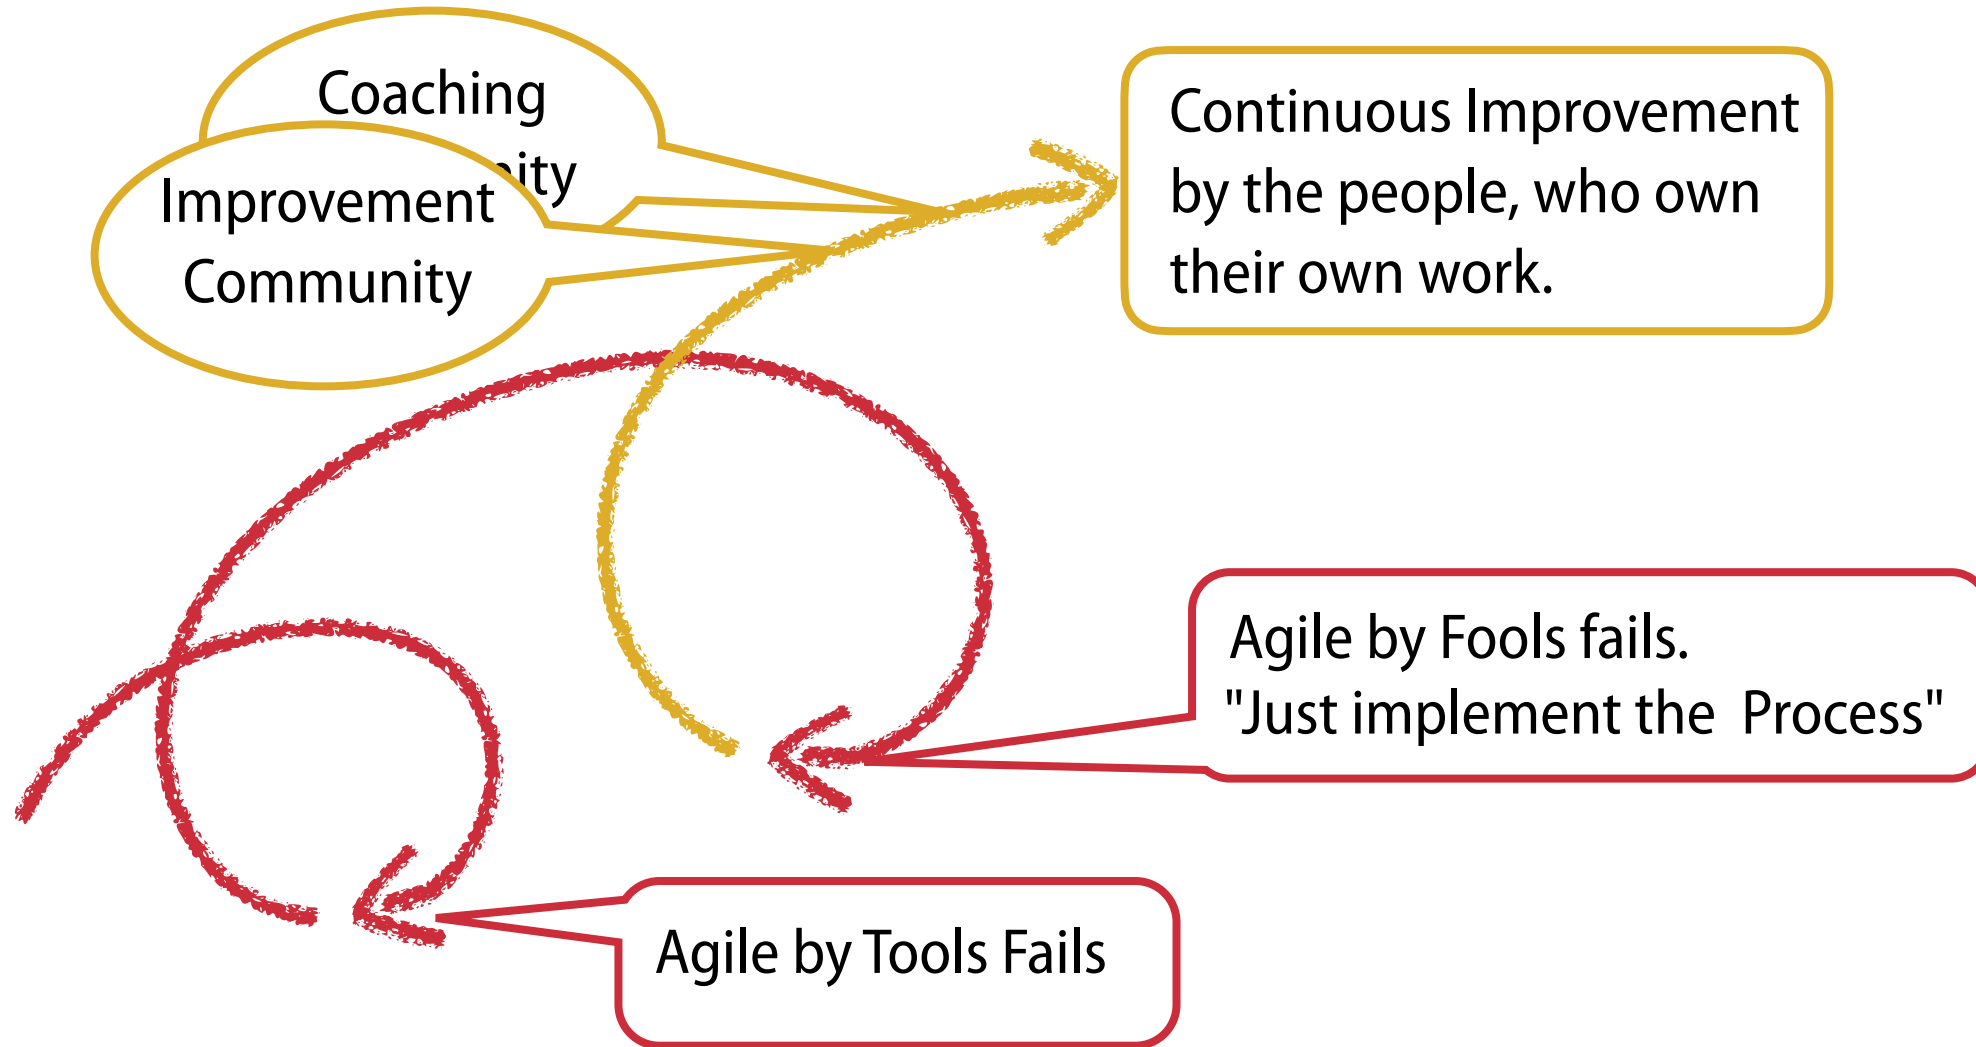 Coaching
Improvement
Community
Continuous Improvement
by the people, who own
their own work.
Agile by Fools fails.
"Just implement the  Process"
Agile by Tools Fails